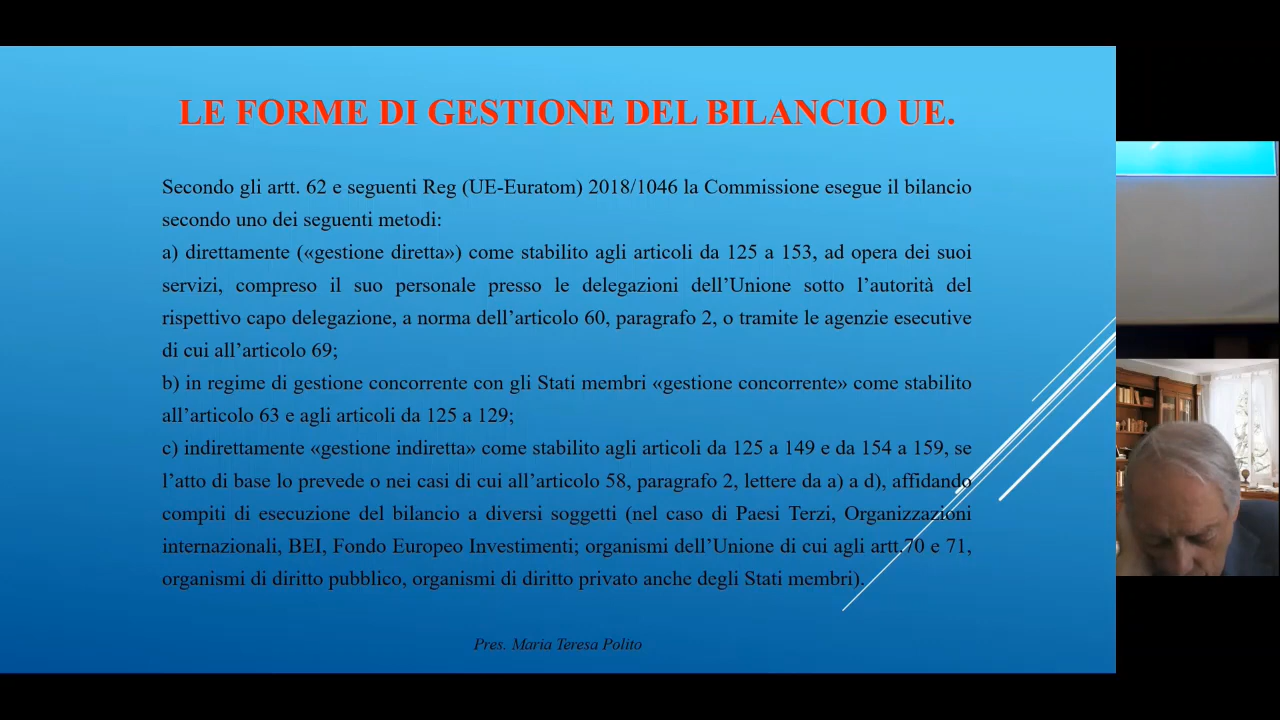 LE FORME DI GESTIONE DEL BILANCIO UE.
Secondo gli artt. 62 e seguenti Reg (UE-Euratom) 2018/1046 la Commissione esegue il bilancio
secondo uno dei seguenti metodi:
a) direttamente («gestione diretta») come stabilito agli articoli da 125 a 153, ad opera dei suoi
servizi, compreso il suo personale presso le delegazioni dell’Unione sotto l’autorità del
rispettivo capo delegazione, a norma dell’articolo 60, paragrafo 2, o tramite le agenzie esecutive
di cui all’articolo 69;
b) in regime di gestione concorrente con gli Stati membri «gestione concorrente» come stabilito
all’articolo 63 e agli articoli da 125 a 129;
c) indirettamente «gestione indiretta» come stabilito agli articoli da 125 a 149 e da 154 a 159, se
l’atto di base lo prevede o nei casi di cui all’articolo 58, paragrafo 2, lettere da a) a d), affidando
compiti di esecuzione del bilancio a diversi soggetti (nel caso di Paesi Terzi, Organizzazioni
internazionali, BEI, Fondo Europeo Investimenti; organismi dell’Unione di cui agli artt.70 e 71,
organismi di diritto pubblico, organismi di diritto privato anche degli Stati membri).
Pres. Maria Teresa Polito